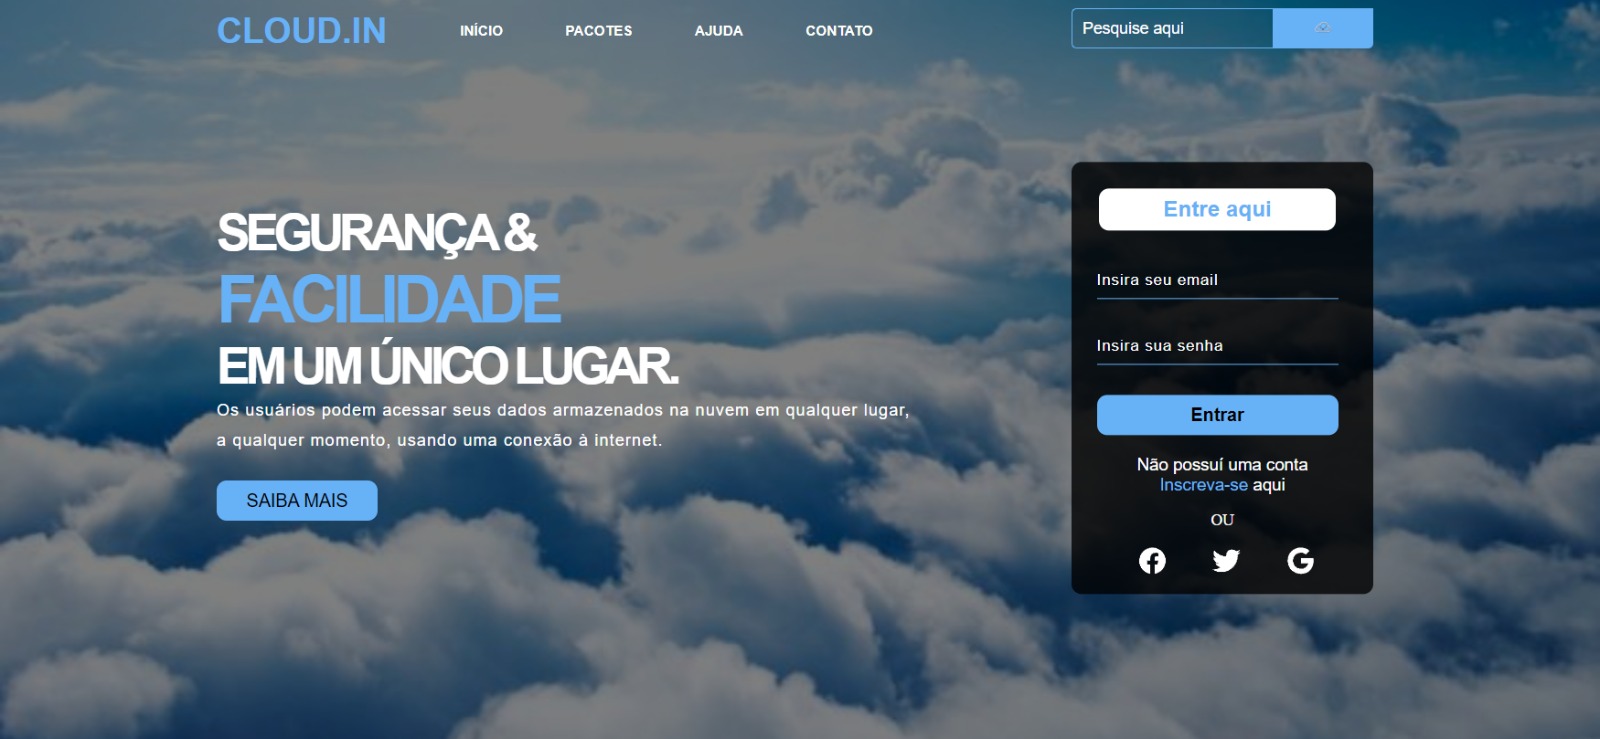 CLOUD.IN
INÍCIO
PACOTES
AJUDA
CONTATO
Pesquise aqui
SEGURANÇA &
FACILIDADE
EM UM ÚNICO LUGAR.
Os usuários podem acessar seus dados armazenados na nuvem em qualquer lugar,
a qualquer momento, usando uma conexão à internet.
SAIBA MAIS
Entre aqui
Insira seu email
Insira sua senha
Entrar
Não possuí uma conta
Inscreva-se aqui
OU